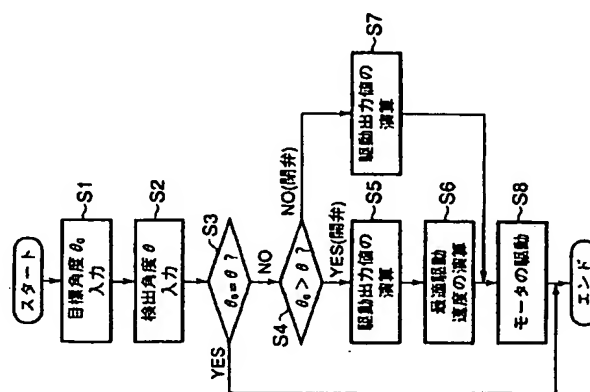 スタート
S1
目標角度 θ₀
入力
S2
検出角度 θ
入力
S3
θ₀ = θ ?
YES
NO
S4
θ₀ > θ ?
NO(閉弁)
YES(開弁)
S5
駆動出力値の
演算
S7
駆動出力値の
演算
S6
最適駆動
速度の演算
S8
モータの駆動
エンド